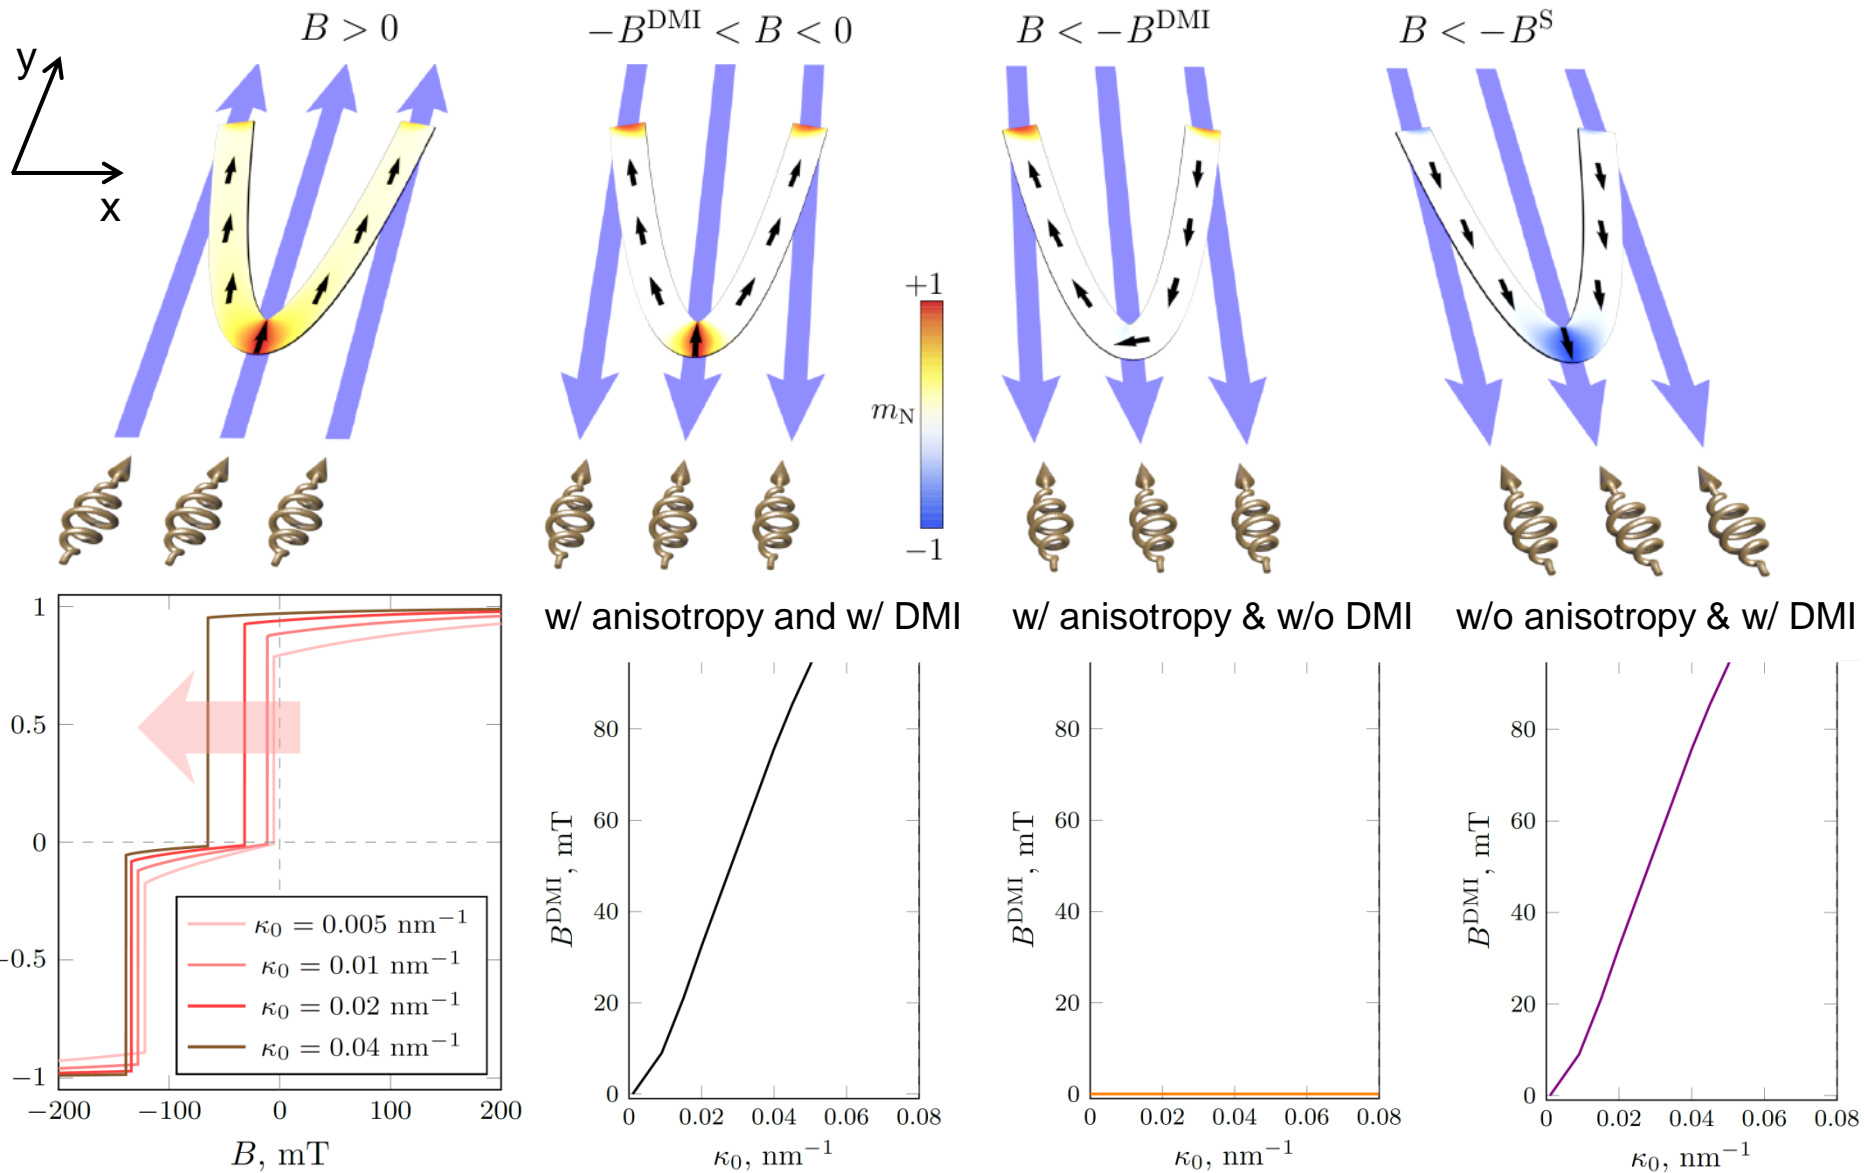 B > 0
−B^DMI < B < 0
B < −B^DMI
B < −B^S
y
x
+1
m_N
−1
w/ anisotropy and w/ DMI
w/ anisotropy & w/o DMI
w/o anisotropy & w/ DMI
1
0.5
0
−0.5
−1
−200
−100
0
100
200
B, mT
κ₀ = 0.005 nm⁻¹
κ₀ = 0.01 nm⁻¹
κ₀ = 0.02 nm⁻¹
κ₀ = 0.04 nm⁻¹
B^DMI, mT
80
60
40
20
0
0
0.02
0.04
0.06
0.08
κ₀, nm⁻¹
B^DMI, mT
80
60
40
20
0
0
0.02
0.04
0.06
0.08
κ₀, nm⁻¹
B^DMI, mT
80
60
40
20
0
0
0.02
0.04
0.06
0.08
κ₀, nm⁻¹